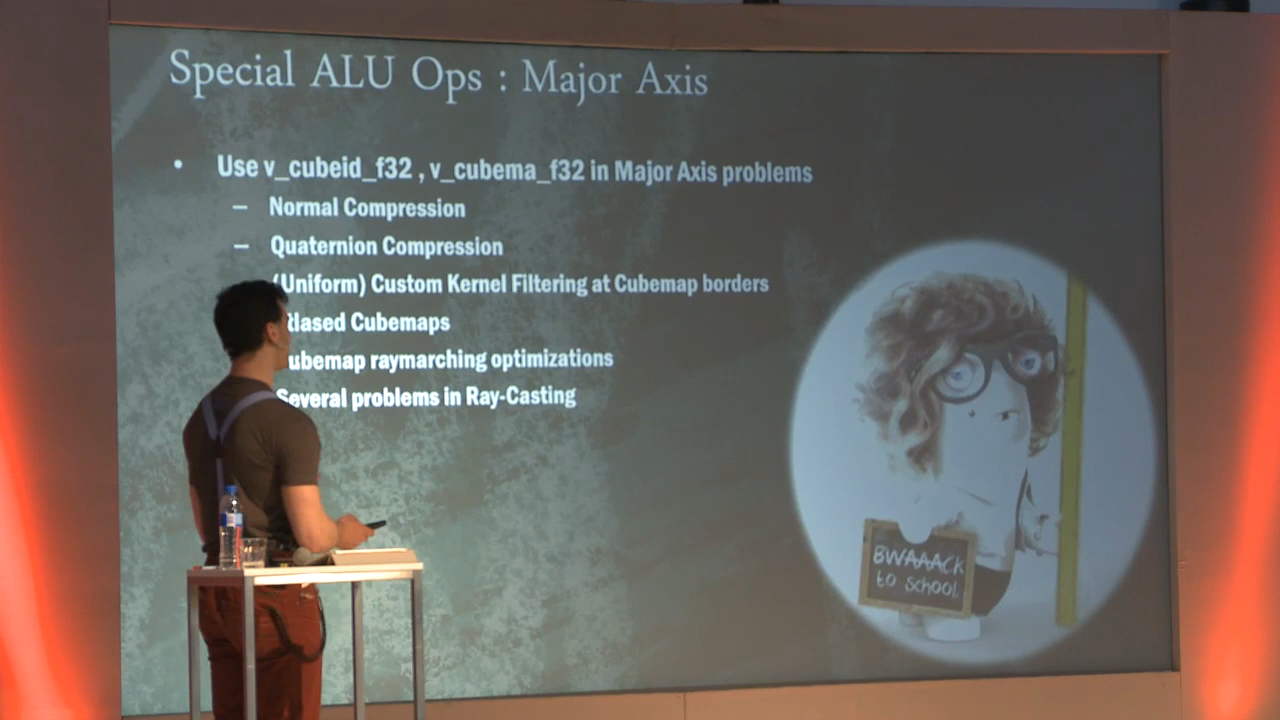 Special ALU Ops : Major Axis
• Use v_cubeid_f32 , v_cubema_f32 in Major Axis problems
– Normal Compression
– Quaternion Compression
(Uniform) Custom Kernel Filtering at Cubemap borders
tlased Cubemaps
ubemap raymarching optimizations
Several problems in Ray-Casting
BWAAACK
to school